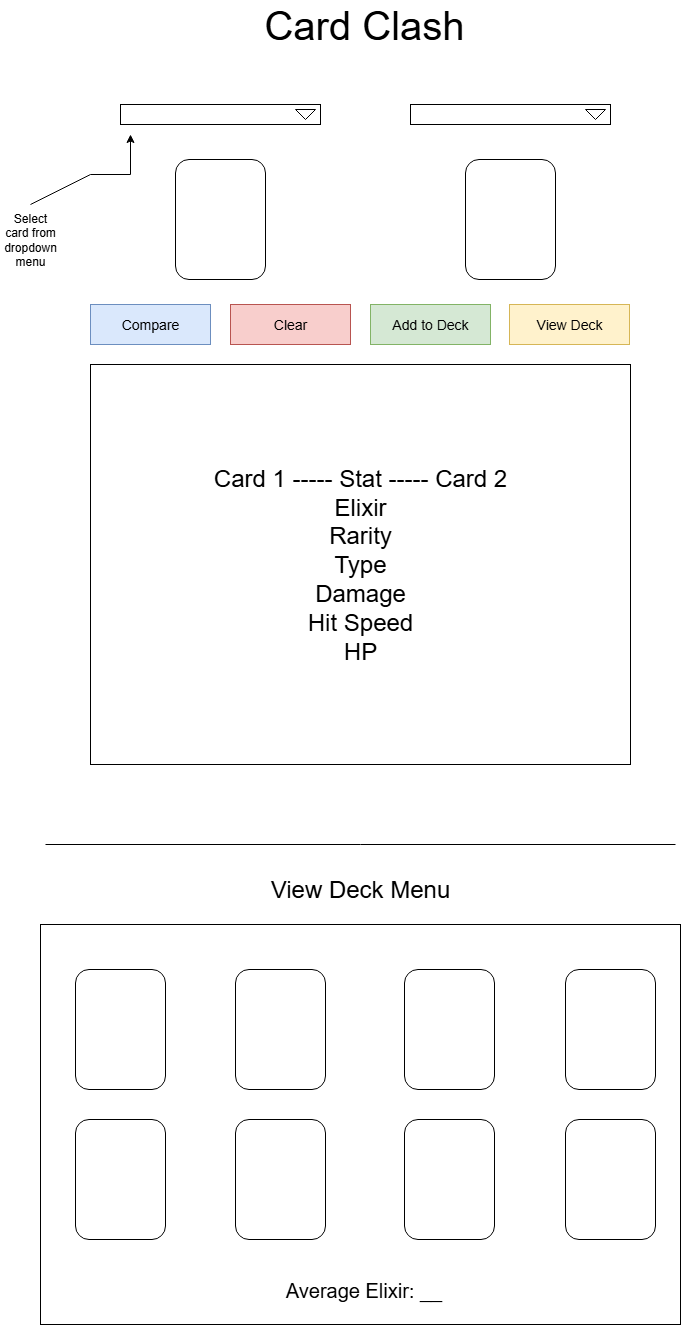 Card Clash
Select
card from
dropdown
menu
Compare
Clear
Add to Deck
View Deck
Card 1 ----- Stat ----- Card 2
Elixir
Rarity
Type
Damage
Hit Speed
HP
View Deck Menu
Average Elixir: __